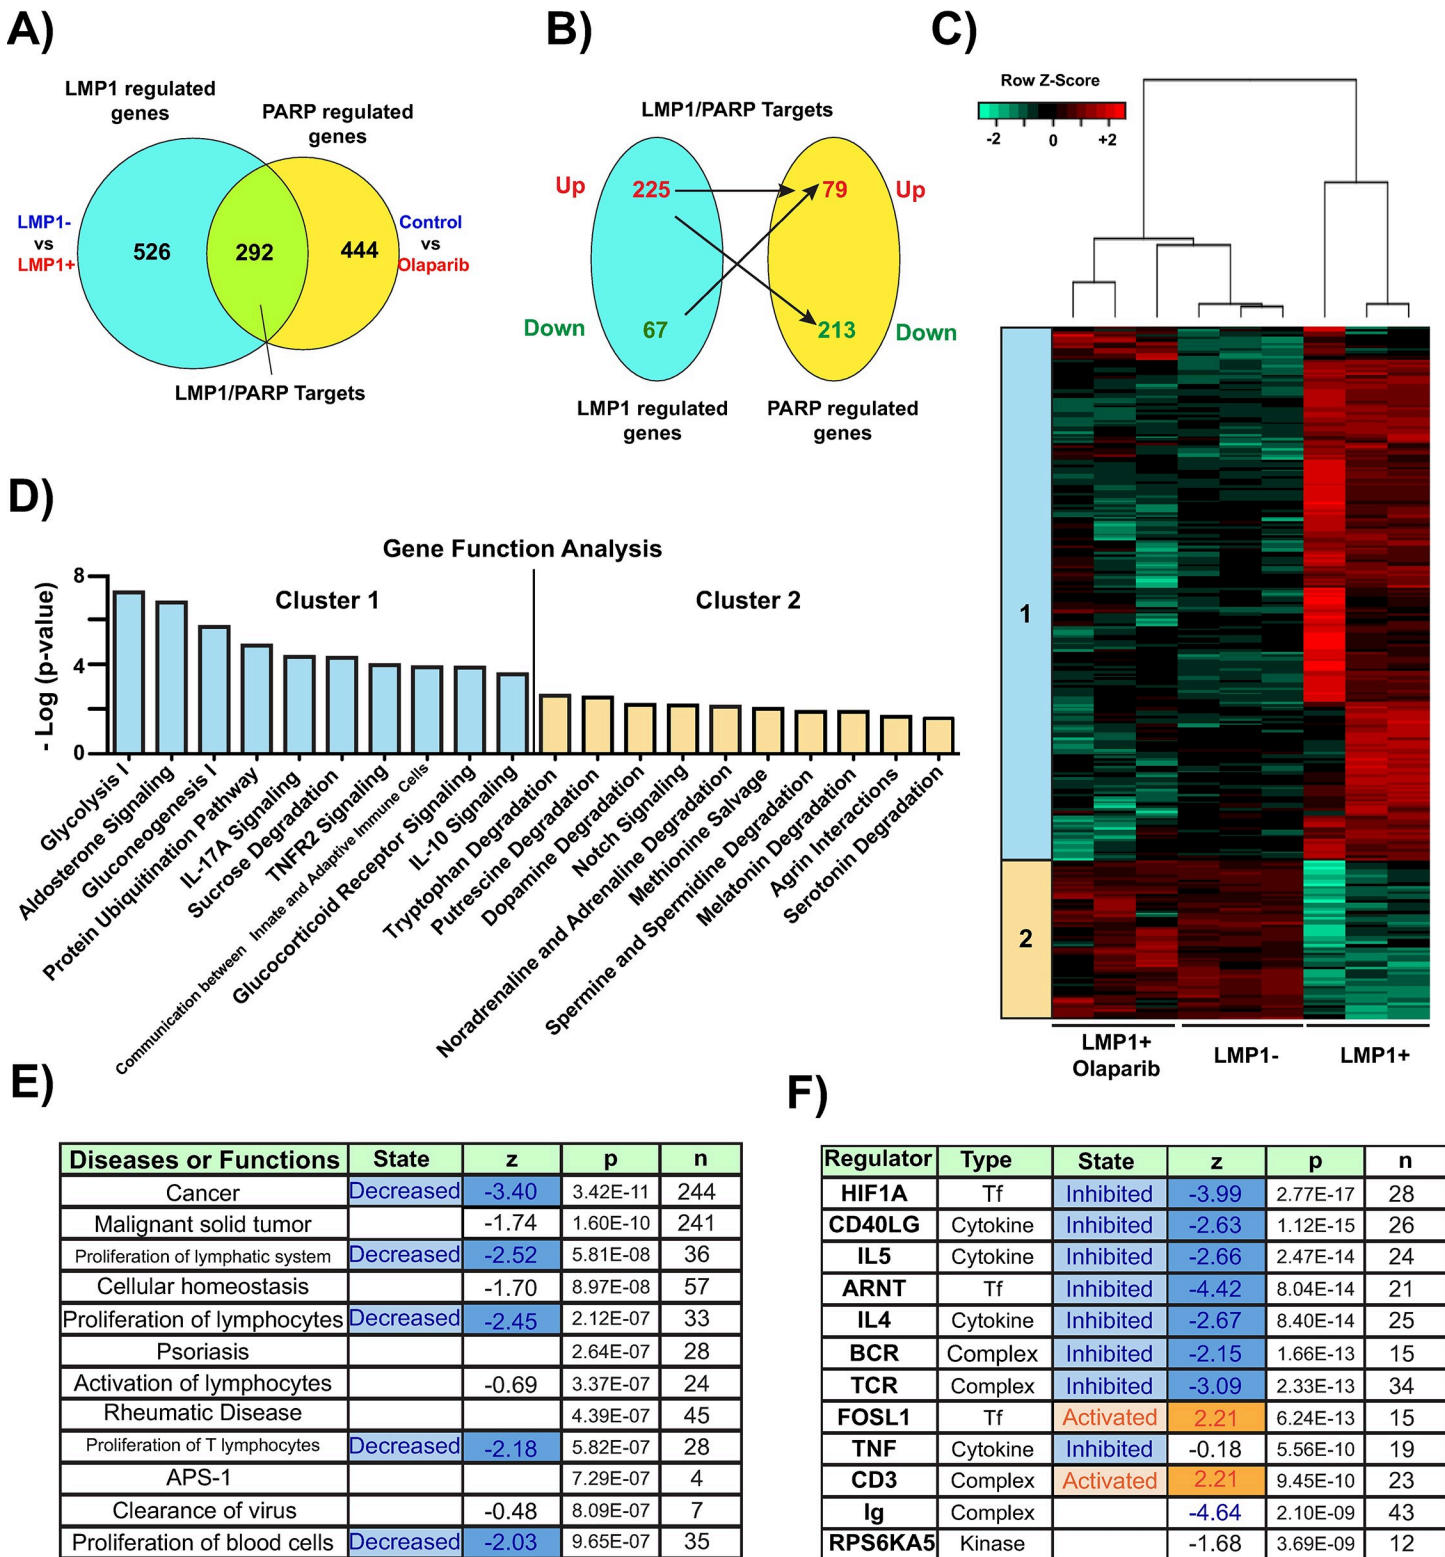 A)
LMP1 regulated
genes
PARP regulated
genes
LMP1-
vs
LMP1+
526
292
444
Control
vs
Olaparib
LMP1/PARP Targets
B)
LMP1/PARP Targets
Up
225
79
Up
Down
67
213
Down
LMP1 regulated
genes
PARP regulated
genes
C)
Row Z-Score
-2
0
+2
1
2
LMP1+
Olaparib
LMP1-
LMP1+
D)
Gene Function Analysis
Cluster 1
Cluster 2
- Log (p-value)
8
4
0
Glycolysis I
Aldosterone Signaling
Gluconeogenesis I
Protein Ubiquitination Pathway
IL-17A Signaling
Sucrose Degradation
TNFR2 Signaling
Communication between Innate and Adaptive Immune Cells
Glucocorticoid Receptor Signaling
IL-10 Signaling
Tryptophan Degradation
Putrescine Degradation
Dopamine Degradation
Notch Signaling
Noradrenaline and Adrenaline Degradation
Methionine Salvage
Spermine and Spermidine Degradation
Melatonin Degradation
Agrin Interactions
Serotonin Degradation
E)
Diseases or Functions State z p n
Cancer Decreased -3.40 3.42E-11 244
Malignant solid tumor -1.74 1.60E-10 241
Proliferation of lymphatic system Decreased -2.52 5.81E-08 36
Cellular homeostasis -1.70 8.97E-08 57
Proliferation of lymphocytes Decreased -2.45 2.12E-07 33
Psoriasis 2.64E-07 28
Activation of lymphocytes -0.69 3.37E-07 24
Rheumatic Disease 4.39E-07 45
Proliferation of T lymphocytes Decreased -2.18 5.82E-07 28
APS-1 7.29E-07 4
Clearance of virus -0.48 8.09E-07 7
Proliferation of blood cells Decreased -2.03 9.65E-07 35
F)
Regulator Type State z p n
HIF1A Tf Inhibited -3.99 2.77E-17 28
CD40LG Cytokine Inhibited -2.63 1.12E-15 26
IL5 Cytokine Inhibited -2.66 2.47E-14 24
ARNT Tf Inhibited -4.42 8.04E-14 21
IL4 Cytokine Inhibited -2.67 8.40E-14 25
BCR Complex Inhibited -2.15 1.66E-13 15
TCR Complex Inhibited -3.09 2.33E-13 34
FOSL1 Tf Activated 2.21 6.24E-13 15
TNF Cytokine Inhibited -0.18 5.56E-10 19
CD3 Complex Activated 2.21 9.45E-10 23
Ig Complex -4.64 2.10E-09 43
RPS6KA5 Kinase -1.68 3.69E-09 12